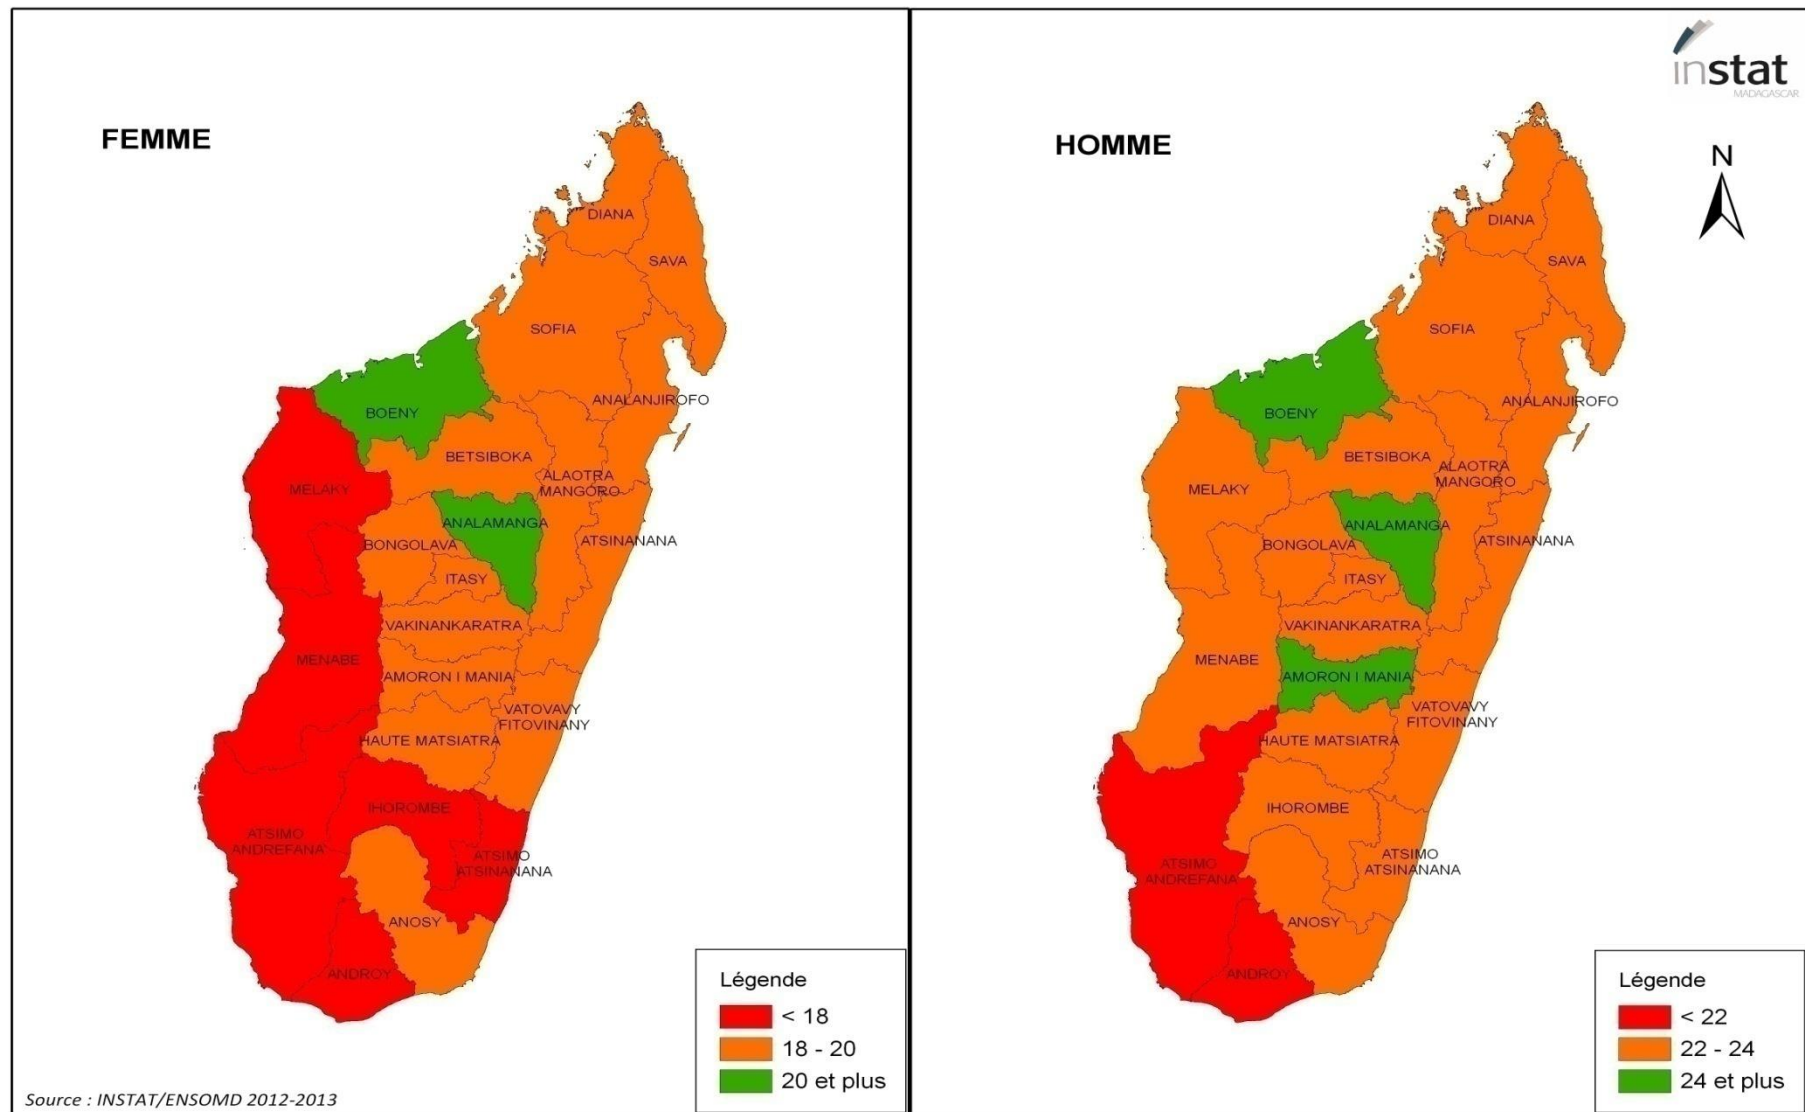 FEMME
DIANA
SAVA
SOFIA
ANALANJIROFO
BOENY
BETSIBOKA
ALAOTRA
MANGORO
MELAKY
ANALAMANGA
ATSINANANA
BONGOLAVA
ITASY
VAKINANKARATRA
MENABE
AMORON I MANIA
VATOVAVY
FITOVINANY
HAUTE MATSIATRA
IHOROMBE
ATSIMO
ANDREFANA
ATSIMO
ATSINANANA
ANOSY
ANDROY
Légende
< 18
18 - 20
20 et plus
Source : INSTAT/ENSOMD 2012-2013
instat
MADAGASCAR
HOMME
N
DIANA
SAVA
SOFIA
ANALANJIROFO
BOENY
BETSIBOKA
ALAOTRA
MANGORO
MELAKY
ANALAMANGA
ATSINANANA
BONGOLAVA
ITASY
VAKINANKARATRA
MENABE
AMORON I MANIA
VATOVAVY
FITOVINANY
HAUTE MATSIATRA
IHOROMBE
ATSIMO
ANDREFANA
ATSIMO
ATSINANANA
ANOSY
ANDROY
Légende
< 22
22 - 24
24 et plus